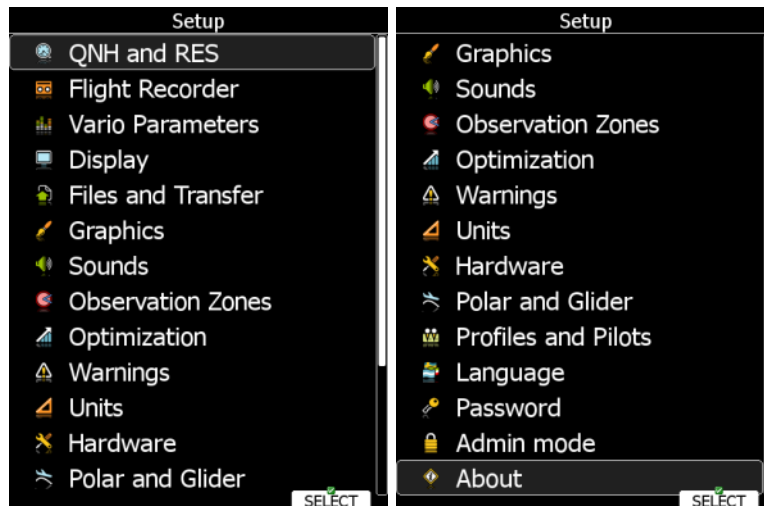 Setup
QNH and RES
Flight Recorder
Vario Parameters
Display
Files and Transfer
Graphics
Sounds
Observation Zones
Optimization
Warnings
Units
Hardware
Polar and Glider
SELECT
Setup
Graphics
Sounds
Observation Zones
Optimization
Warnings
Units
Hardware
Polar and Glider
Profiles and Pilots
Language
Password
Admin mode
About
SELECT